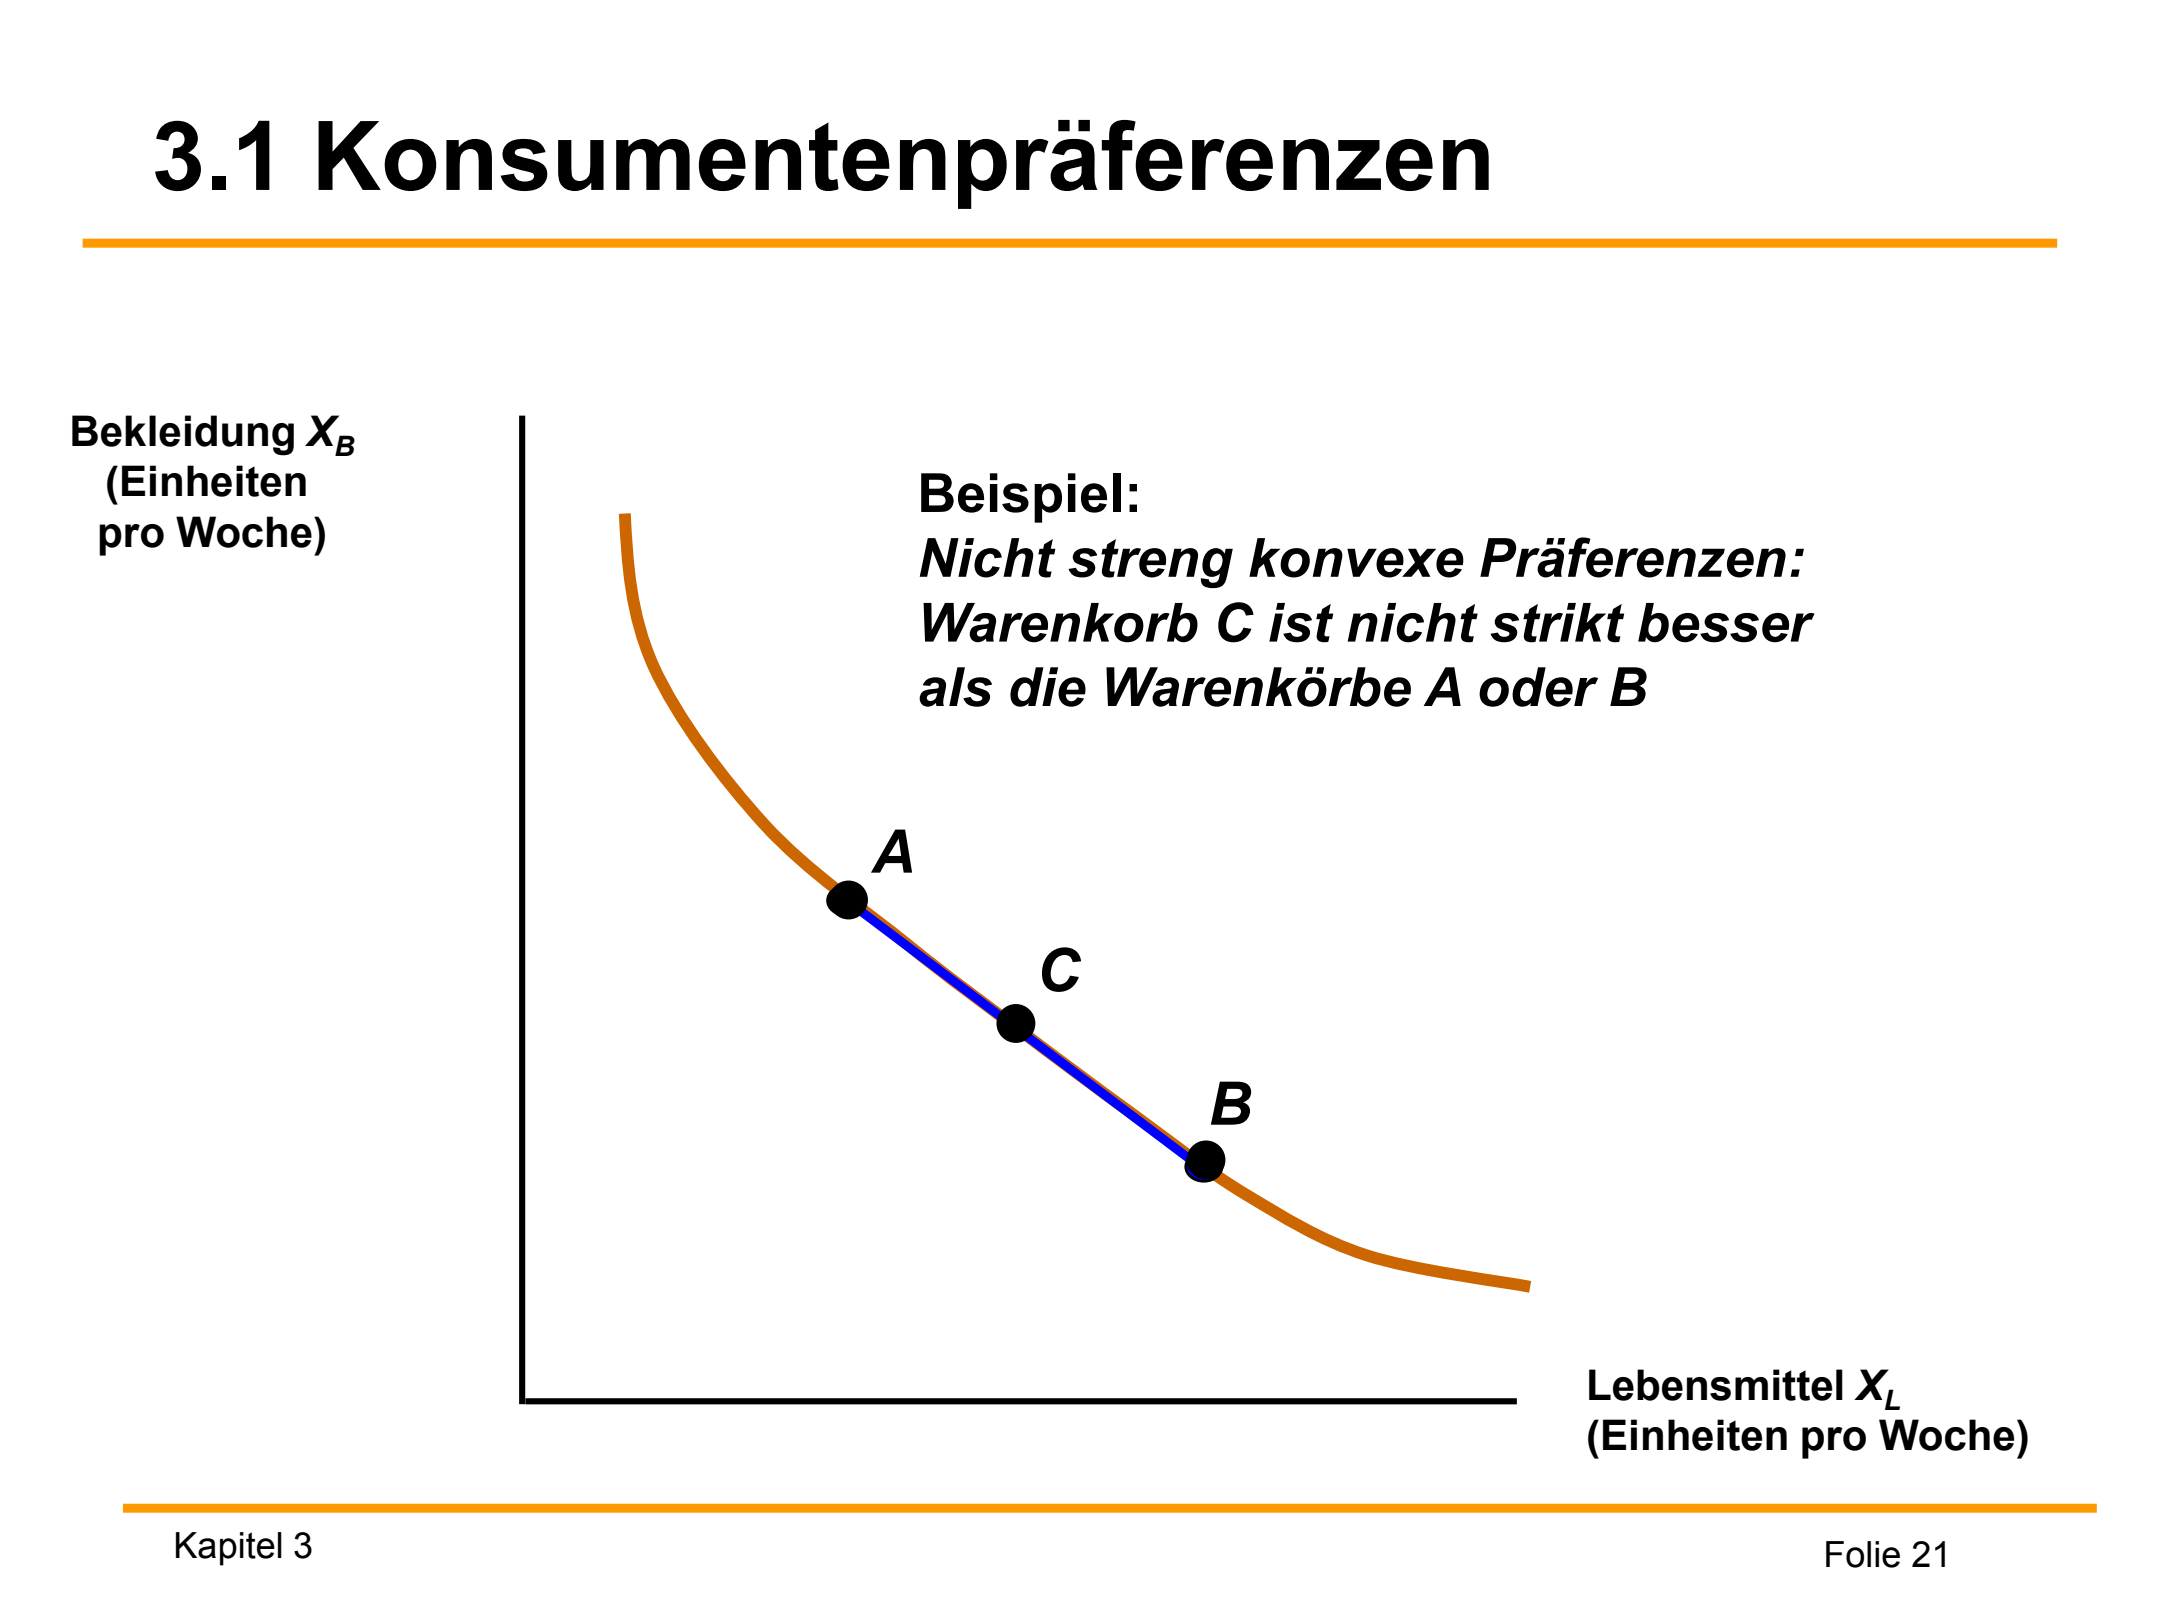 3.1 Konsumentenpräferenzen
Bekleidung X_B
(Einheiten
pro Woche)
Beispiel:
Nicht streng konvexe Präferenzen:
Warenkorb C ist nicht strikt besser
als die Warenkörbe A oder B
A
C
B
Lebensmittel X_L
(Einheiten pro Woche)
Kapitel 3
Folie 21